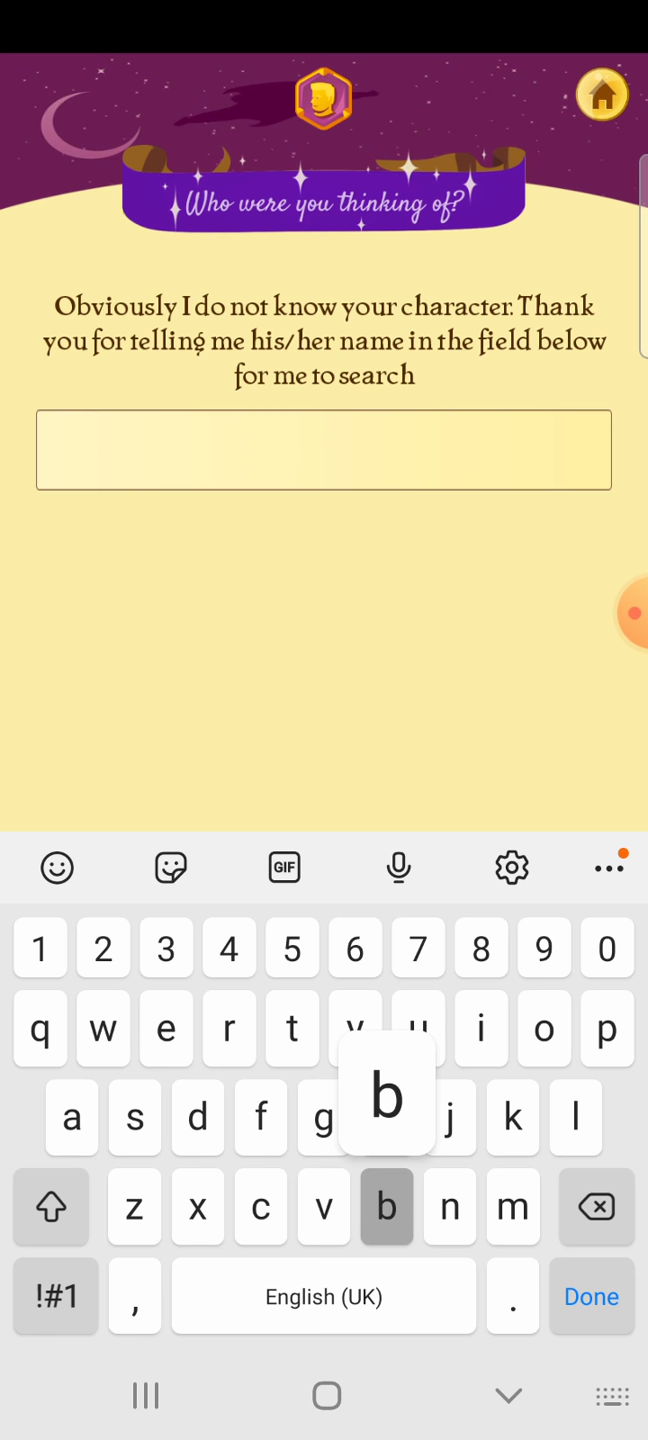 Who were you thinking of?
Obviously I do not know your character. Thank
you for telling me his/her name in the field below
for me to search
GIF
1 2 3 4 5 6 7 8 9 0
q w e r t y u i o p
a s d f g b j k l
z x c v b n m
!#1 , English (UK) . Done